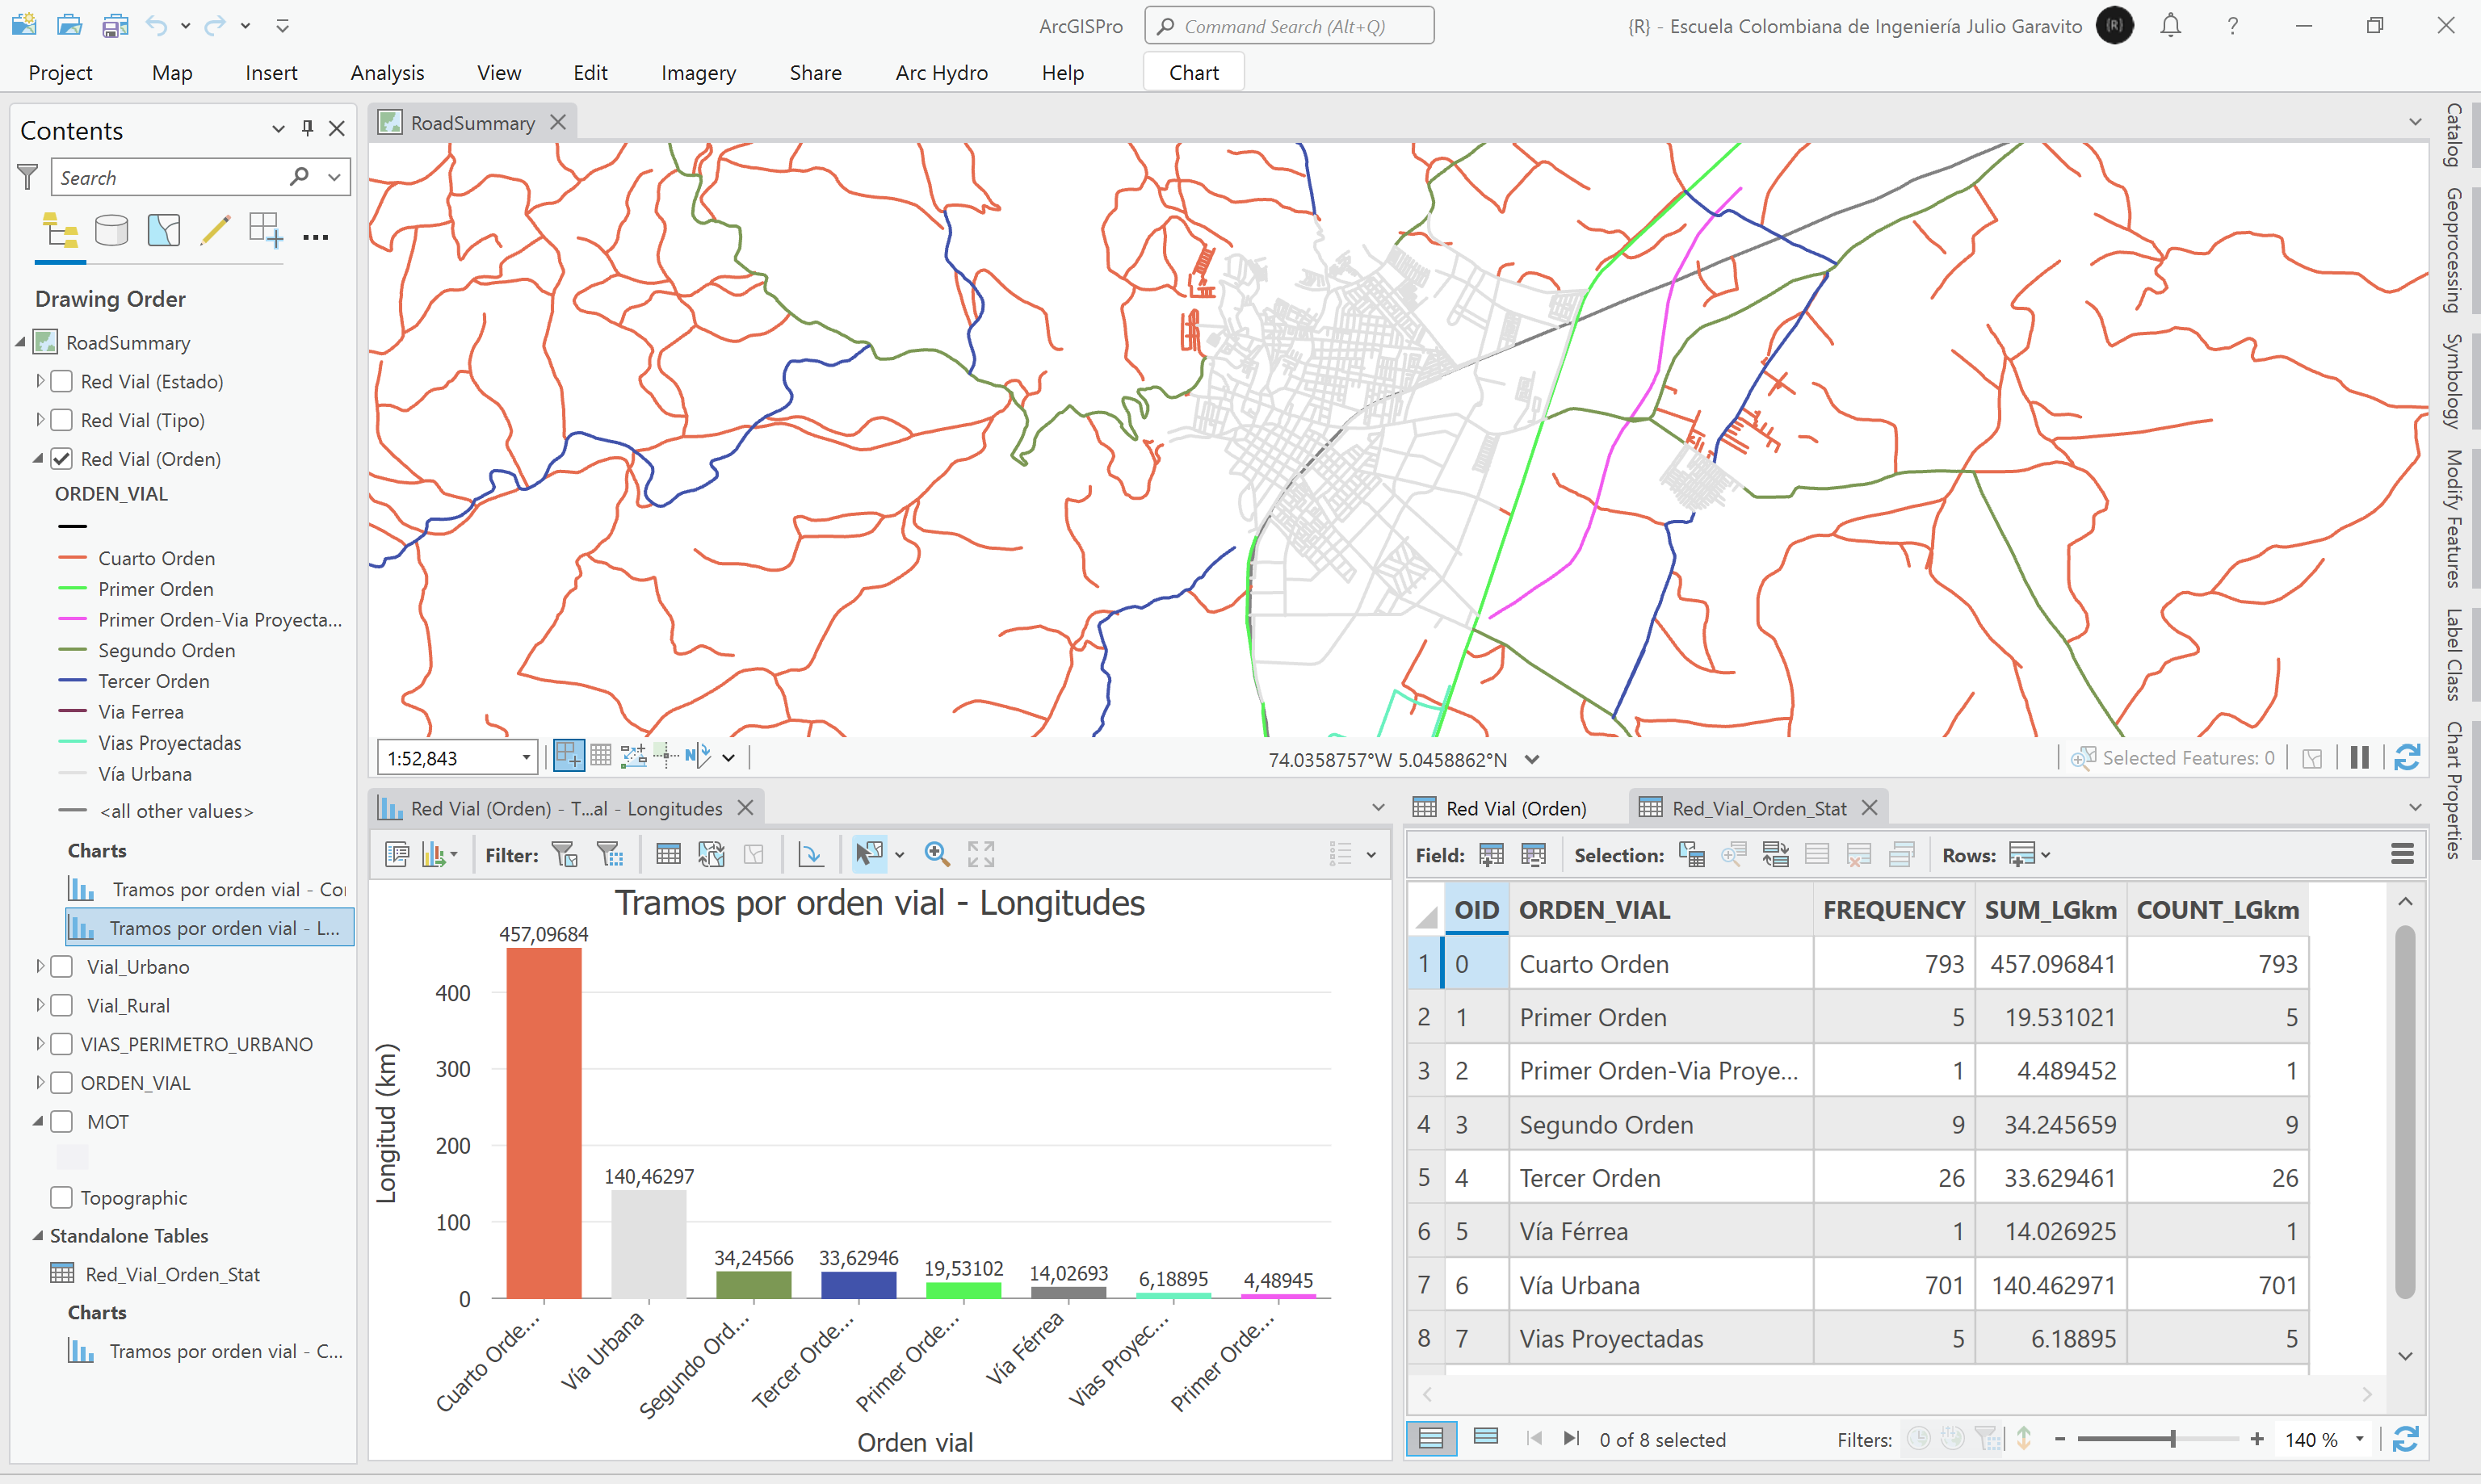 ArcGISPro
Command Search (Alt+Q)
{R} - Escuela Colombiana de Ingeniería Julio Garavito
{R}
Project Map Insert Analysis View Edit Imagery Share Arc Hydro Help Chart
Contents
Search
Drawing Order
RoadSummary
Red Vial (Estado)
Red Vial (Tipo)
Red Vial (Orden)
ORDEN_VIAL
Cuarto Orden
Primer Orden
Primer Orden-Via Proyecta...
Segundo Orden
Tercer Orden
Via Ferrea
Vias Proyectadas
Vía Urbana
<all other values>
Charts
Tramos por orden vial - Co
Tramos por orden vial - L...
Vial_Urbano
Vial_Rural
VIAS_PERIMETRO_URBANO
ORDEN_VIAL
MOT
Topographic
Standalone Tables
Red_Vial_Orden_Stat
Charts
Tramos por orden vial - C...
RoadSummary
1:52,843
N
74.0358757°W 5.0458862°N
Selected Features: 0
Red Vial (Orden) - T...al - Longitudes
Filter:
Tramos por orden vial - Longitudes
457,09684
140,46297
34,24566
33,62946
19,53102
14,02693
6,18895
4,48945
400
300
200
100
0
Longitud (km)
Cuarto Orde...
Vía Urbana
Segundo Ord...
Tercer Orde...
Primer Orde...
Vía Férrea
Vias Proyec...
Primer Orde...
Orden vial
Red Vial (Orden)
Red_Vial_Orden_Stat
Field: Selection: Rows:
OID ORDEN_VIAL FREQUENCY SUM_LGkm COUNT_LGkm
1 0 Cuarto Orden 793 457.096841 793
2 1 Primer Orden 5 19.531021 5
3 2 Primer Orden-Via Proye... 1 4.489452 1
4 3 Segundo Orden 9 34.245659 9
5 4 Tercer Orden 26 33.629461 26
6 5 Vía Férrea 1 14.026925 1
7 6 Vía Urbana 701 140.462971 701
8 7 Vias Proyectadas 5 6.18895 5
0 of 8 selected
Filters:
140 %
Catalog
Geoprocessing
Symbology
Modify Features
Label Class
Chart Properties